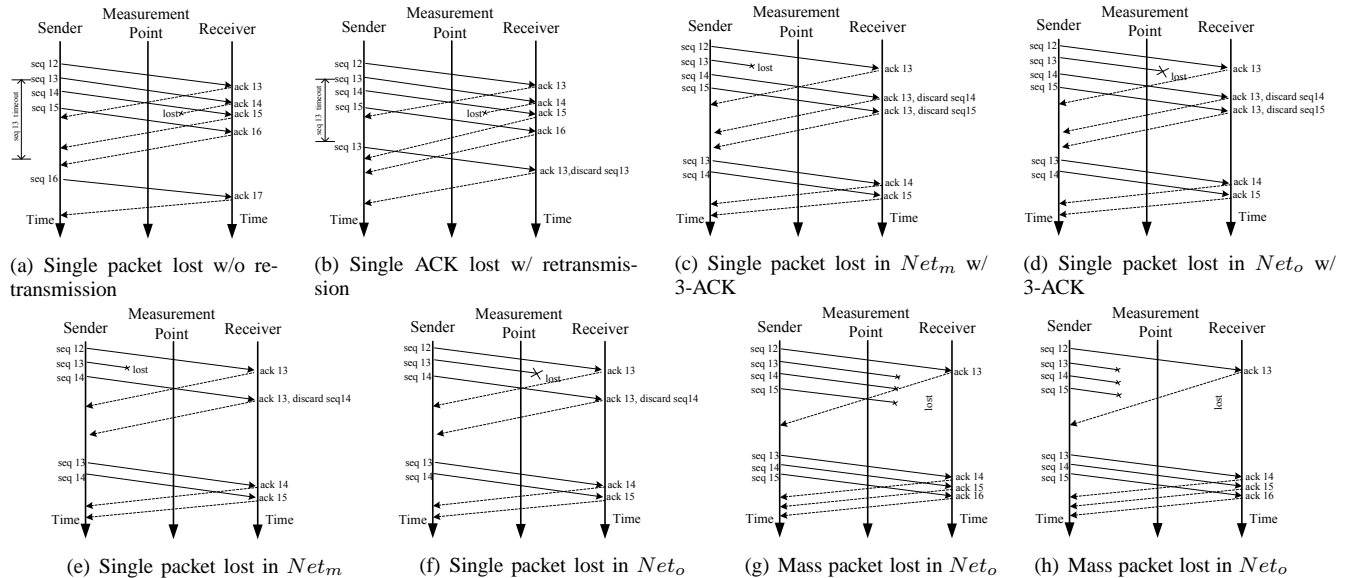 Measurement
Sender Point Receiver
seq 12
seq 13
seq 14
seq 15
seq 13 timeout
lost
ack 13
ack 14
ack 15
ack 16
seq 16
ack 17
Time Time
(a) Single packet lost w/o re-
transmission
Measurement
Sender Point Receiver
seq 12
seq 13
seq 14
seq 15
seq 13 timeout
lost
ack 13
ack 14
ack 15
ack 16
seq 13
ack 13,discard seq13
Time Time
(b) Single ACK lost w/ retransmis-
sion
Measurement
Sender Point Receiver
seq 12
seq 13
seq 14
seq 15
lost
ack 13
ack 13, discard seq14
ack 13, discard seq15
seq 13
seq 14
ack 14
ack 15
Time Time
(c) Single packet lost in Net_m w/
3-ACK
Measurement
Sender Point Receiver
seq 12
seq 13
seq 14
seq 15
lost
ack 13
ack 13, discard seq14
ack 13, discard seq15
seq 13
seq 14
ack 14
ack 15
Time Time
(d) Single packet lost in Net_o w/
3-ACK
Measurement
Sender Point Receiver
seq 12
seq 13
seq 14
lost
ack 13
ack 13, discard seq14
seq 13
seq 14
ack 14
ack 15
Time Time
(e) Single packet lost in Net_m
Measurement
Sender Point Receiver
seq 12
seq 13
seq 14
lost
ack 13
ack 13, discard seq14
seq 13
seq 14
ack 14
ack 15
Time Time
(f) Single packet lost in Net_o
Measurement
Sender Point Receiver
seq 12
seq 13
seq 14
seq 15
ack 13
lost
seq 13
seq 14
seq 15
ack 14
ack 15
ack 16
Time Time
(g) Mass packet lost in Net_o
Measurement
Sender Point Receiver
seq 12
seq 13
seq 14
seq 15
ack 13
lost
seq 13
seq 14
seq 15
ack 14
ack 15
ack 16
Time Time
(h) Mass packet lost in Net_o